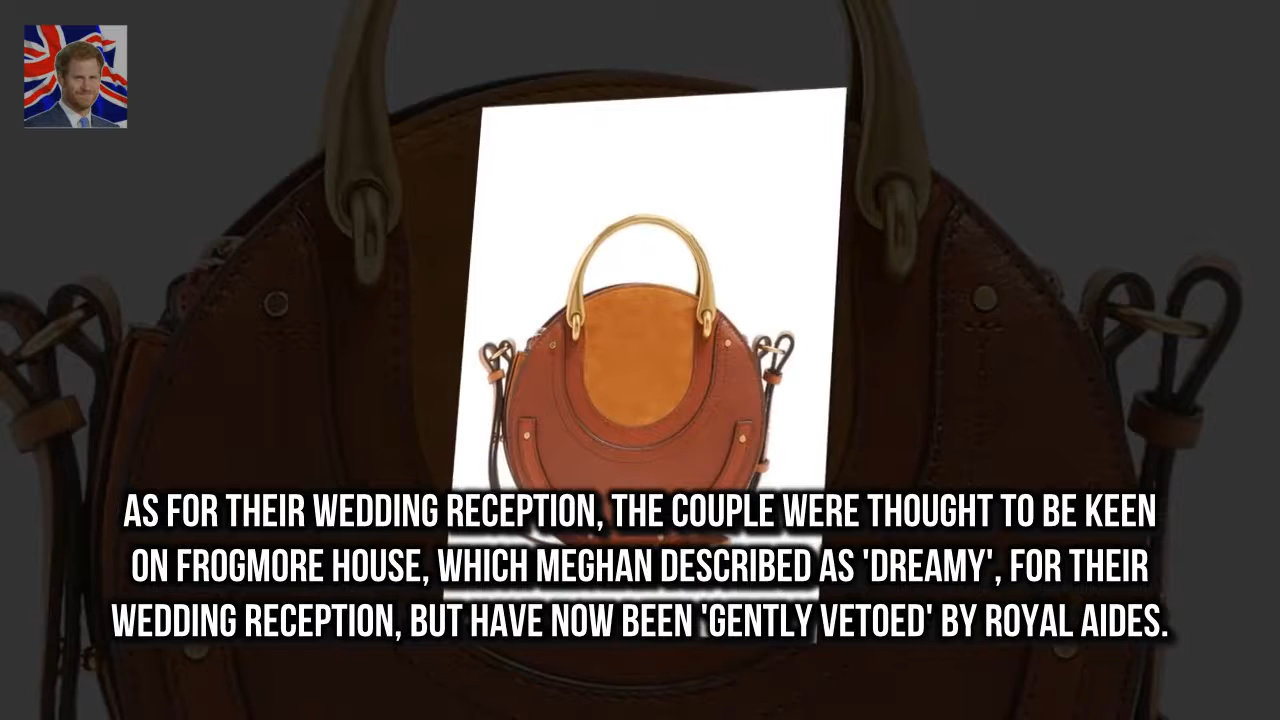 AS FOR THEIR WEDDING RECEPTION, THE COUPLE WERE THOUGHT TO BE KEEN
ON FROGMORE HOUSE, WHICH MEGHAN DESCRIBED AS 'DREAMY', FOR THEIR
WEDDING RECEPTION, BUT HAVE NOW BEEN 'GENTLY VETOED' BY ROYAL AIDES.